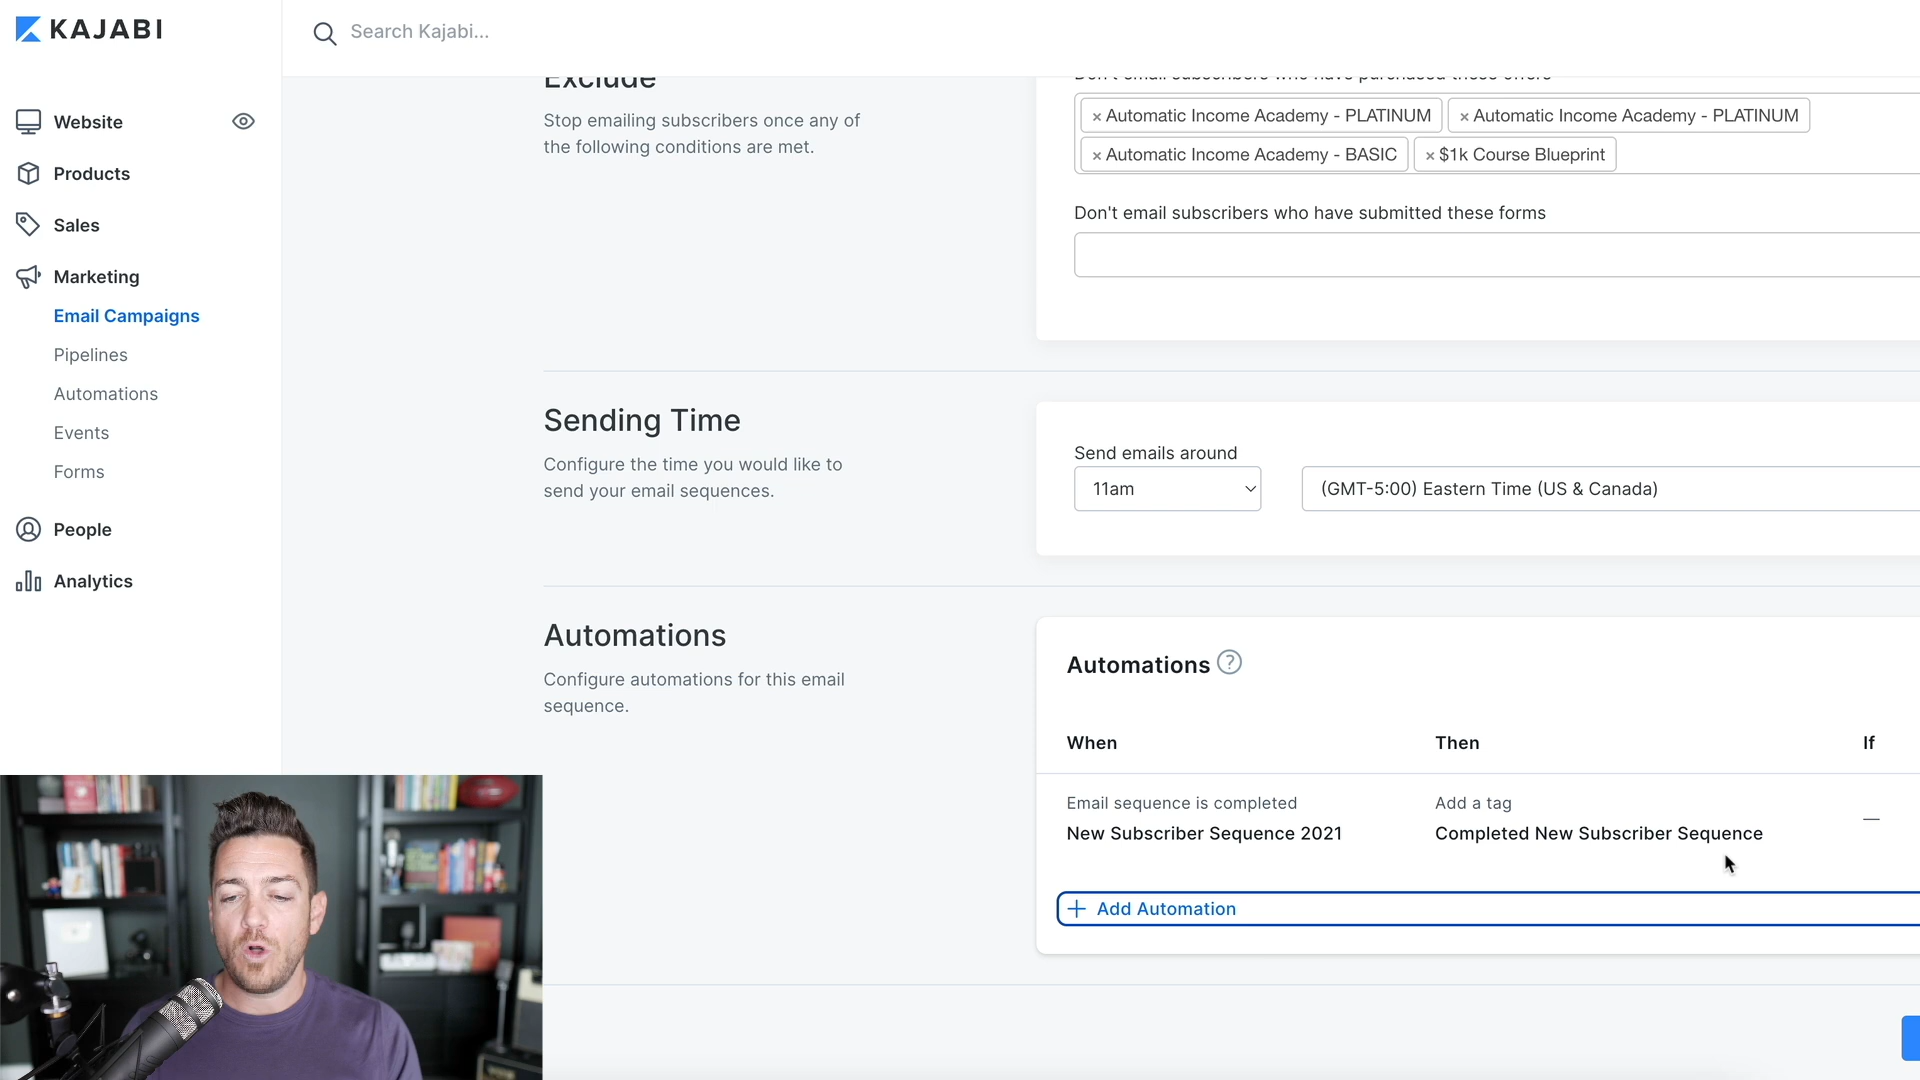 KAJABI
Search Kajabi...
Website
Products
Sales
Marketing
Email Campaigns
Pipelines
Automations
Events
Forms
People
Analytics
Exclude
Stop emailing subscribers once any of
the following conditions are met.
Don't email subscribers who have purchased these offers
× Automatic Income Academy - PLATINUM × Automatic Income Academy - PLATINUM
× Automatic Income Academy - BASIC × $1k Course Blueprint
Don't email subscribers who have submitted these forms
Sending Time
Configure the time you would like to
send your email sequences.
Send emails around
11am (GMT-5:00) Eastern Time (US & Canada)
Automations
Configure automations for this email
sequence.
Automations ?
When Then If
Email sequence is completed Add a tag
New Subscriber Sequence 2021 Completed New Subscriber Sequence —
+ Add Automation